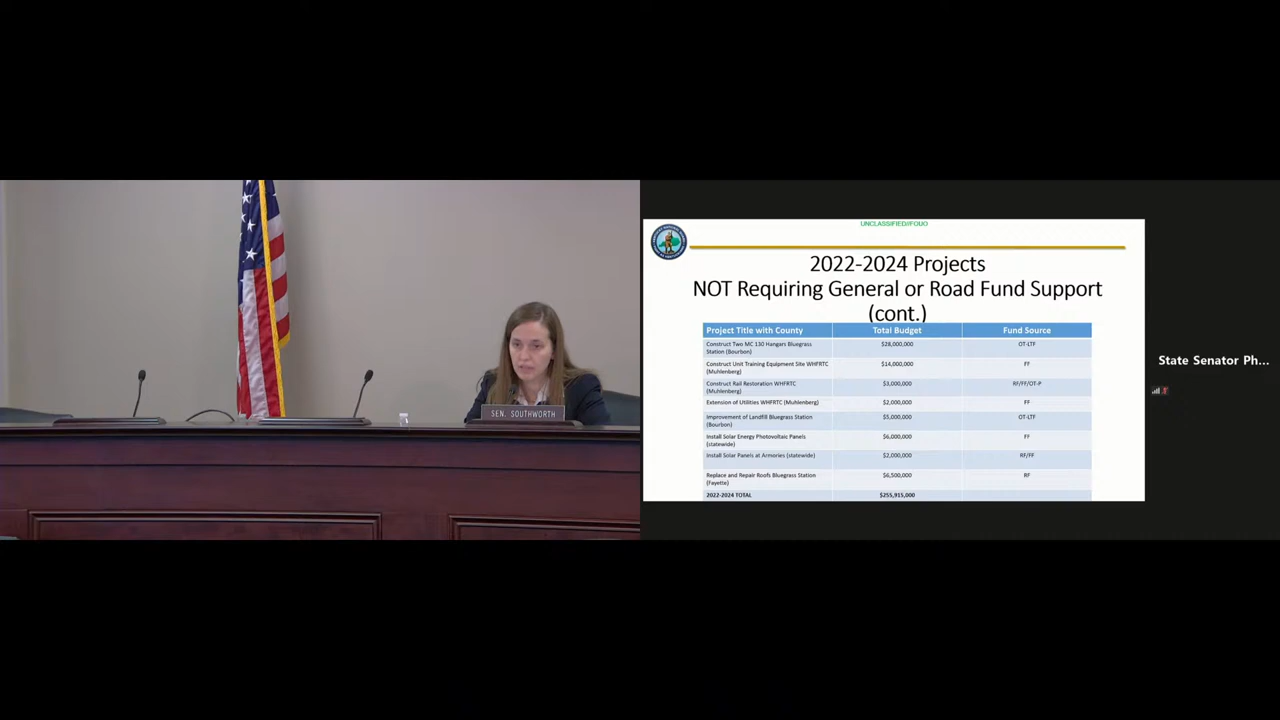 SEN. SOUTHWORTH
UNCLASSIFIED//FOUO
2022-2024 Projects
NOT Requiring General or Road Fund Support
(cont.)
Project Title with County Total Budget Fund Source
Construct Two MC 130 Hangars Bluegrass
Station (Bourbon) $28,000,000 OT-LTF
Construct Unit Training Equipment Site WHFRTC
(Muhlenberg) $14,000,000 FF
Construct Rail Restoration WHFRTC
(Muhlenberg) $3,000,000 RF/FF/OT-P
Extension of Utilities WHFRTC (Muhlenberg) $2,000,000 FF
Improvement of Landfill Bluegrass Station
(Bourbon) $5,000,000 OT-LTF
Install Solar Energy Photovoltaic Panels
(statewide) $6,000,000 FF
Install Solar Panels at Armories (statewide) $2,000,000 RF/FF
Replace and Repair Roofs Bluegrass Station
(Fayette) $6,500,000 RF
2022-2024 TOTAL $255,915,000
State Senator Ph...